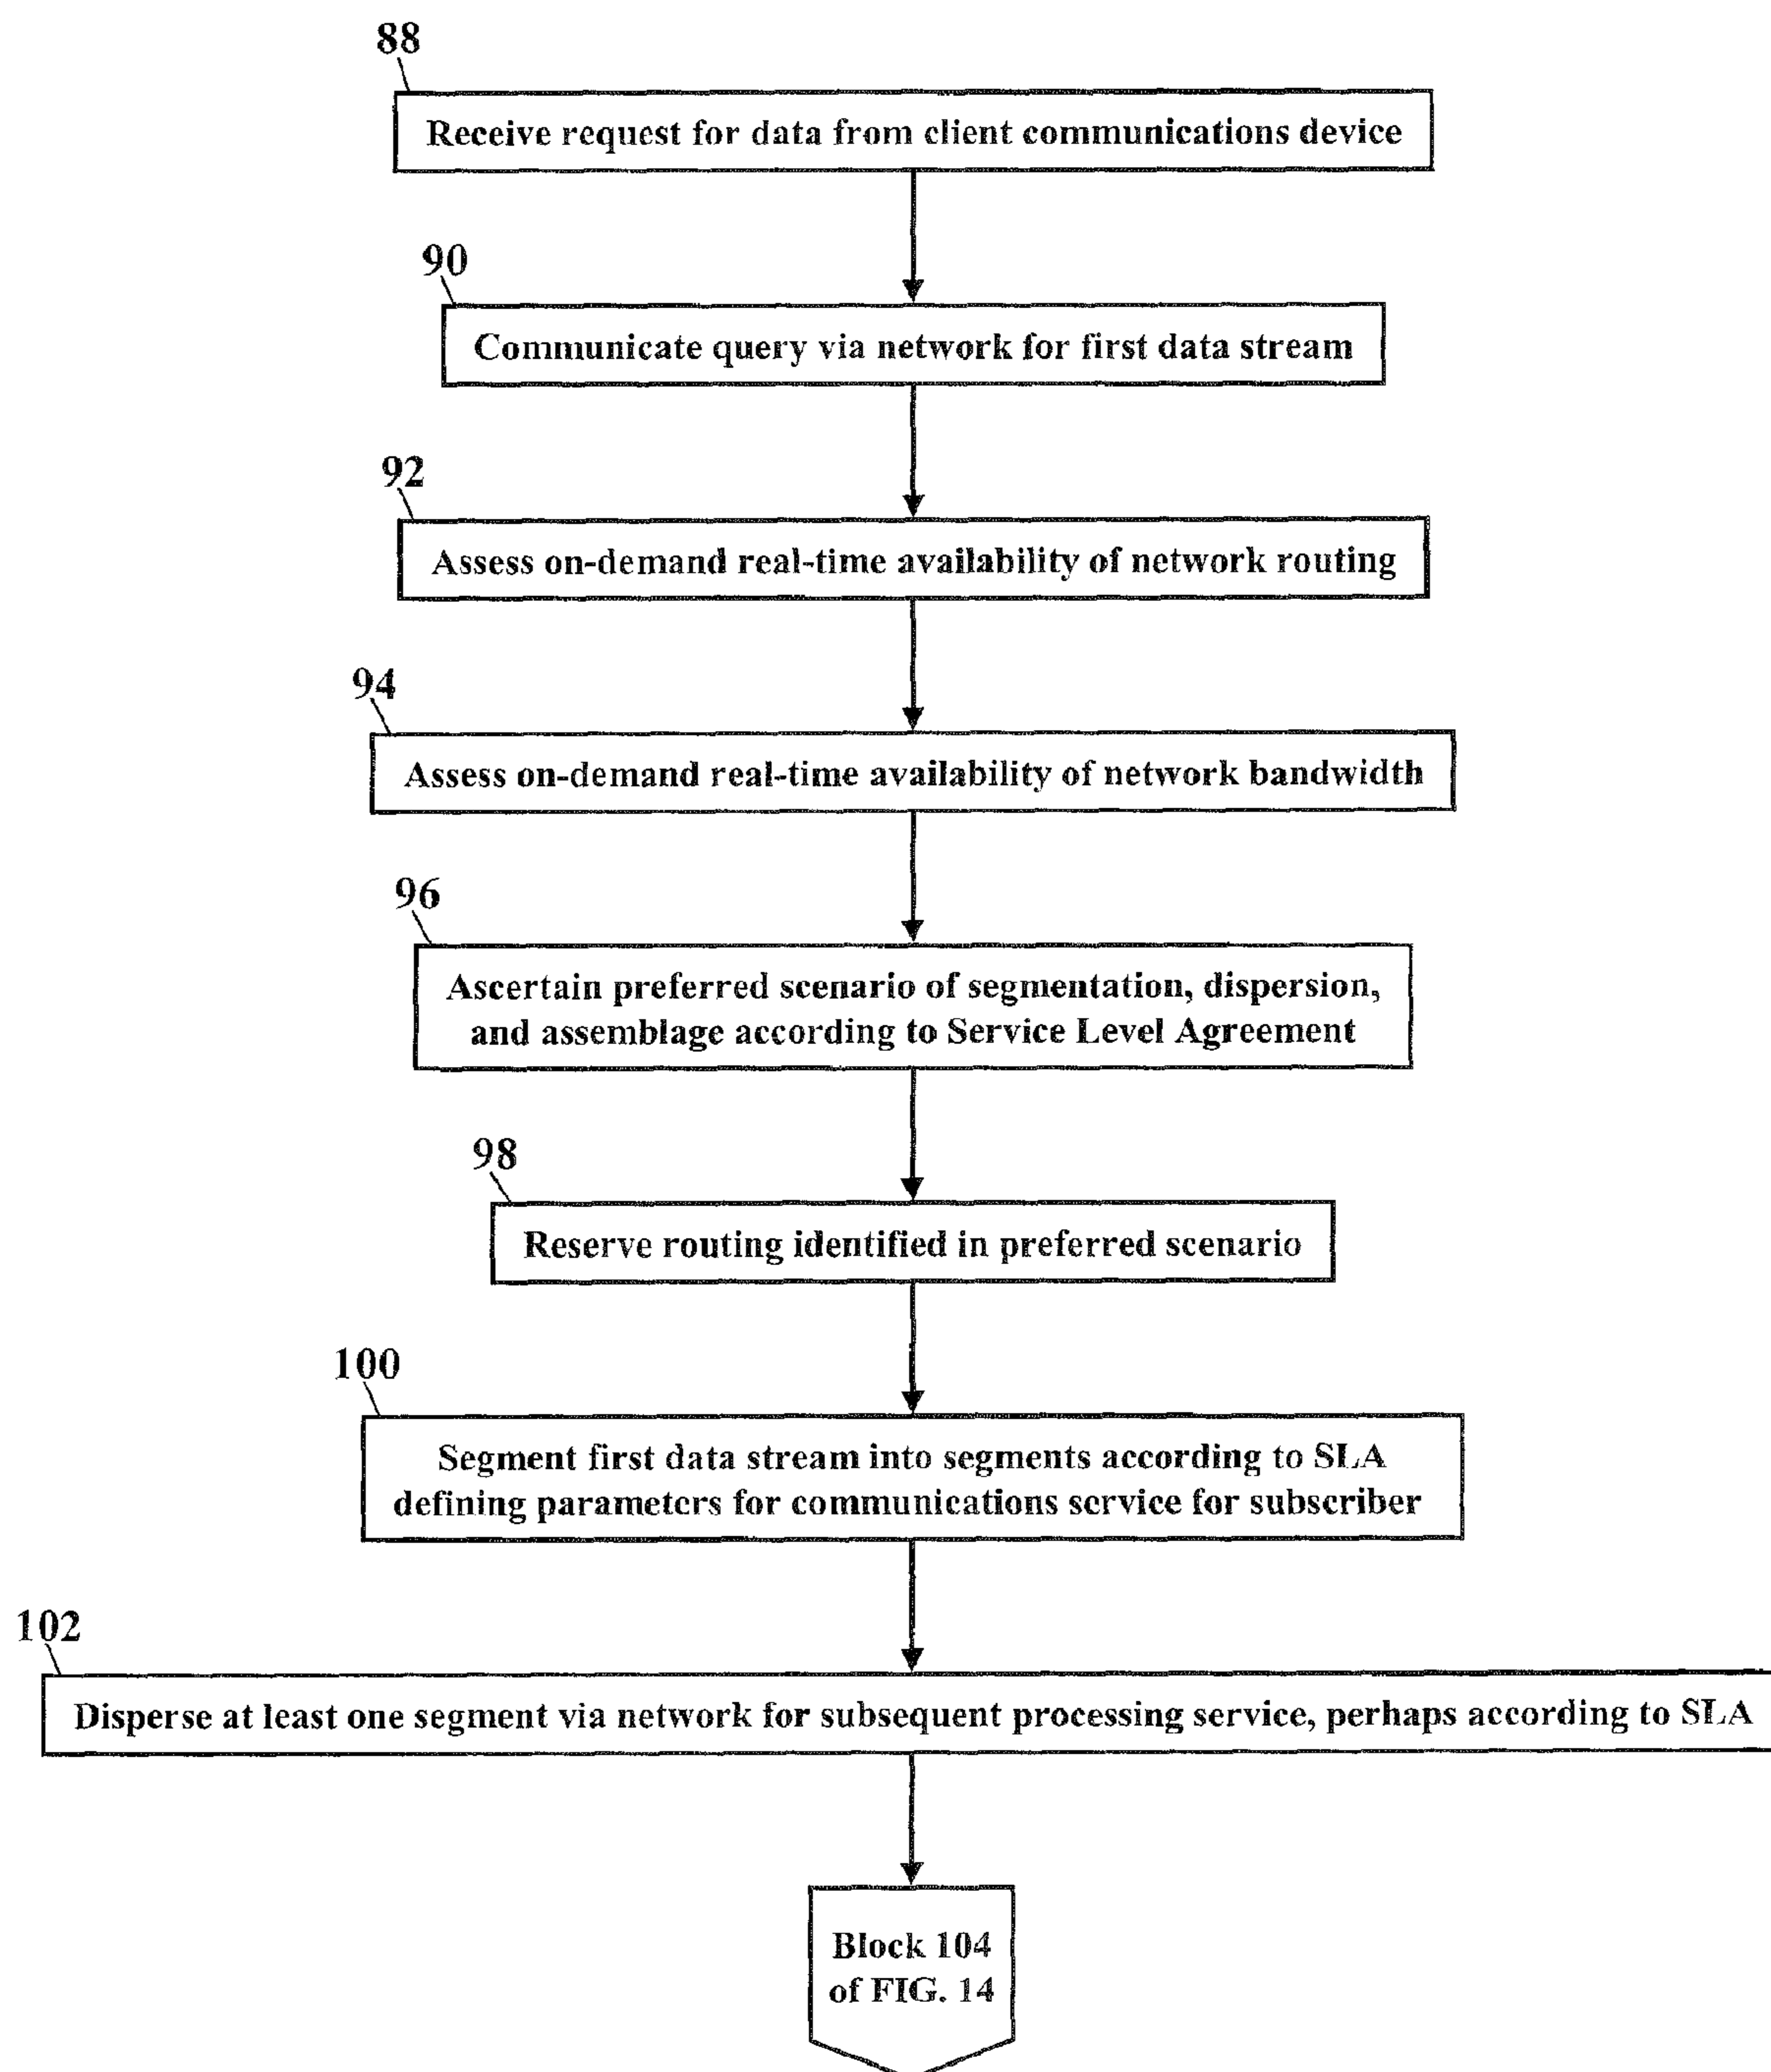 88
Receive request for data from client communications device
90
Communicate query via network for first data stream
92
Assess on-demand real-time availability of network routing
94
Assess on-demand real-time availability of network bandwidth
96
Ascertain preferred scenario of segmentation, dispersion,
and assemblage according to Service Level Agreement
98
Reserve routing identified in preferred scenario
100
Segment first data stream into segments according to SLA
defining parameters for communications service for subscriber
102
Disperse at least one segment via network for subsequent processing service, perhaps according to SLA
Block 104
of FIG. 14